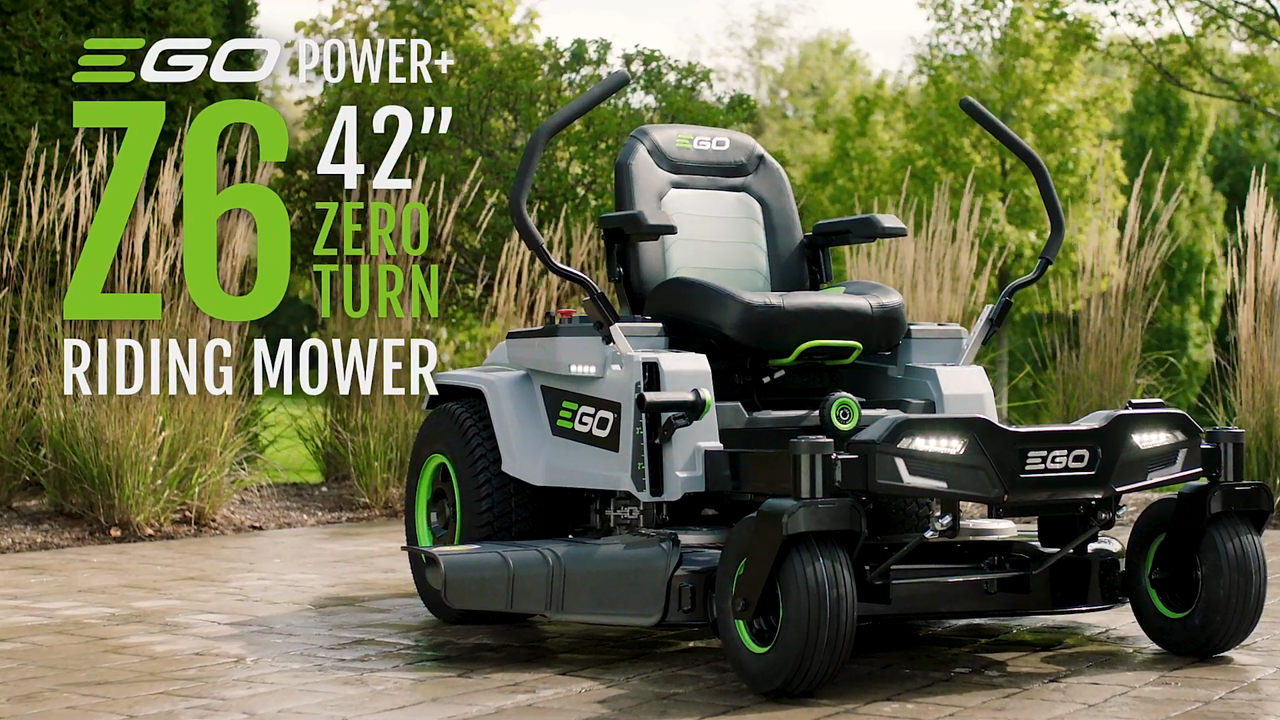 EGO POWER+
Z6 42” ZERO TURN
RIDING MOWER
EGO
EGO
EGO